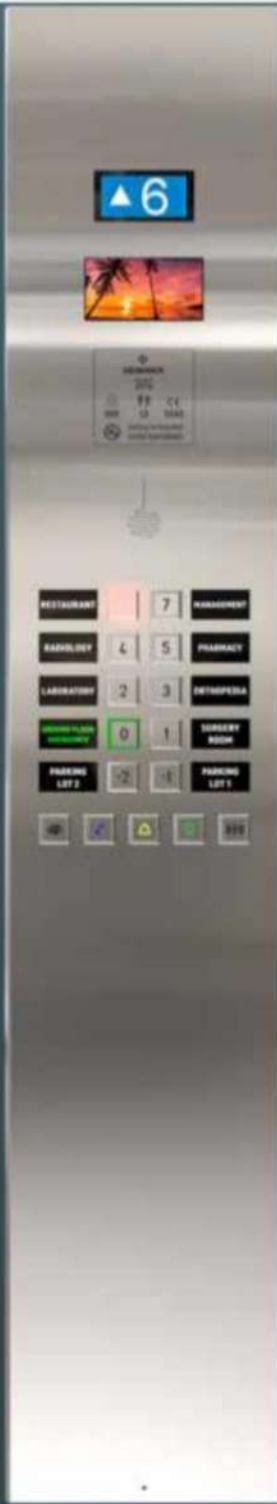 ▲6
RESTAURANT
7
MANAGEMENT
RADIOLOGY
4
5
PHARMACY
LABORATORY
2
3
ORTHOPEDIA
0
1
SURGERY
ROOM
PARKING
LOT 2
-2
-1
PARKING
LOT 1